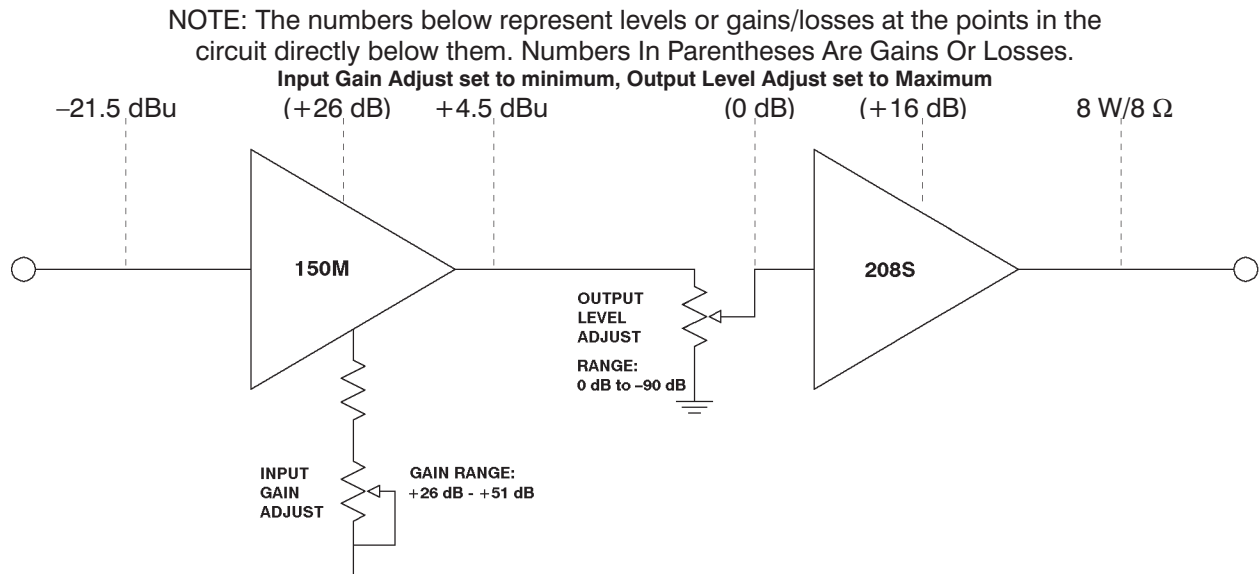 NOTE: The numbers below represent levels or gains/losses at the points in the
circuit directly below them. Numbers In Parentheses Are Gains Or Losses.
Input Gain Adjust set to minimum, Output Level Adjust set to Maximum
−21.5 dBu (+26 dB) +4.5 dBu (0 dB) (+16 dB) 8 W/8 Ω
150M
208S
OUTPUT
LEVEL
ADJUST
RANGE:
0 dB to −90 dB
INPUT
GAIN
ADJUST
GAIN RANGE:
+26 dB - +51 dB